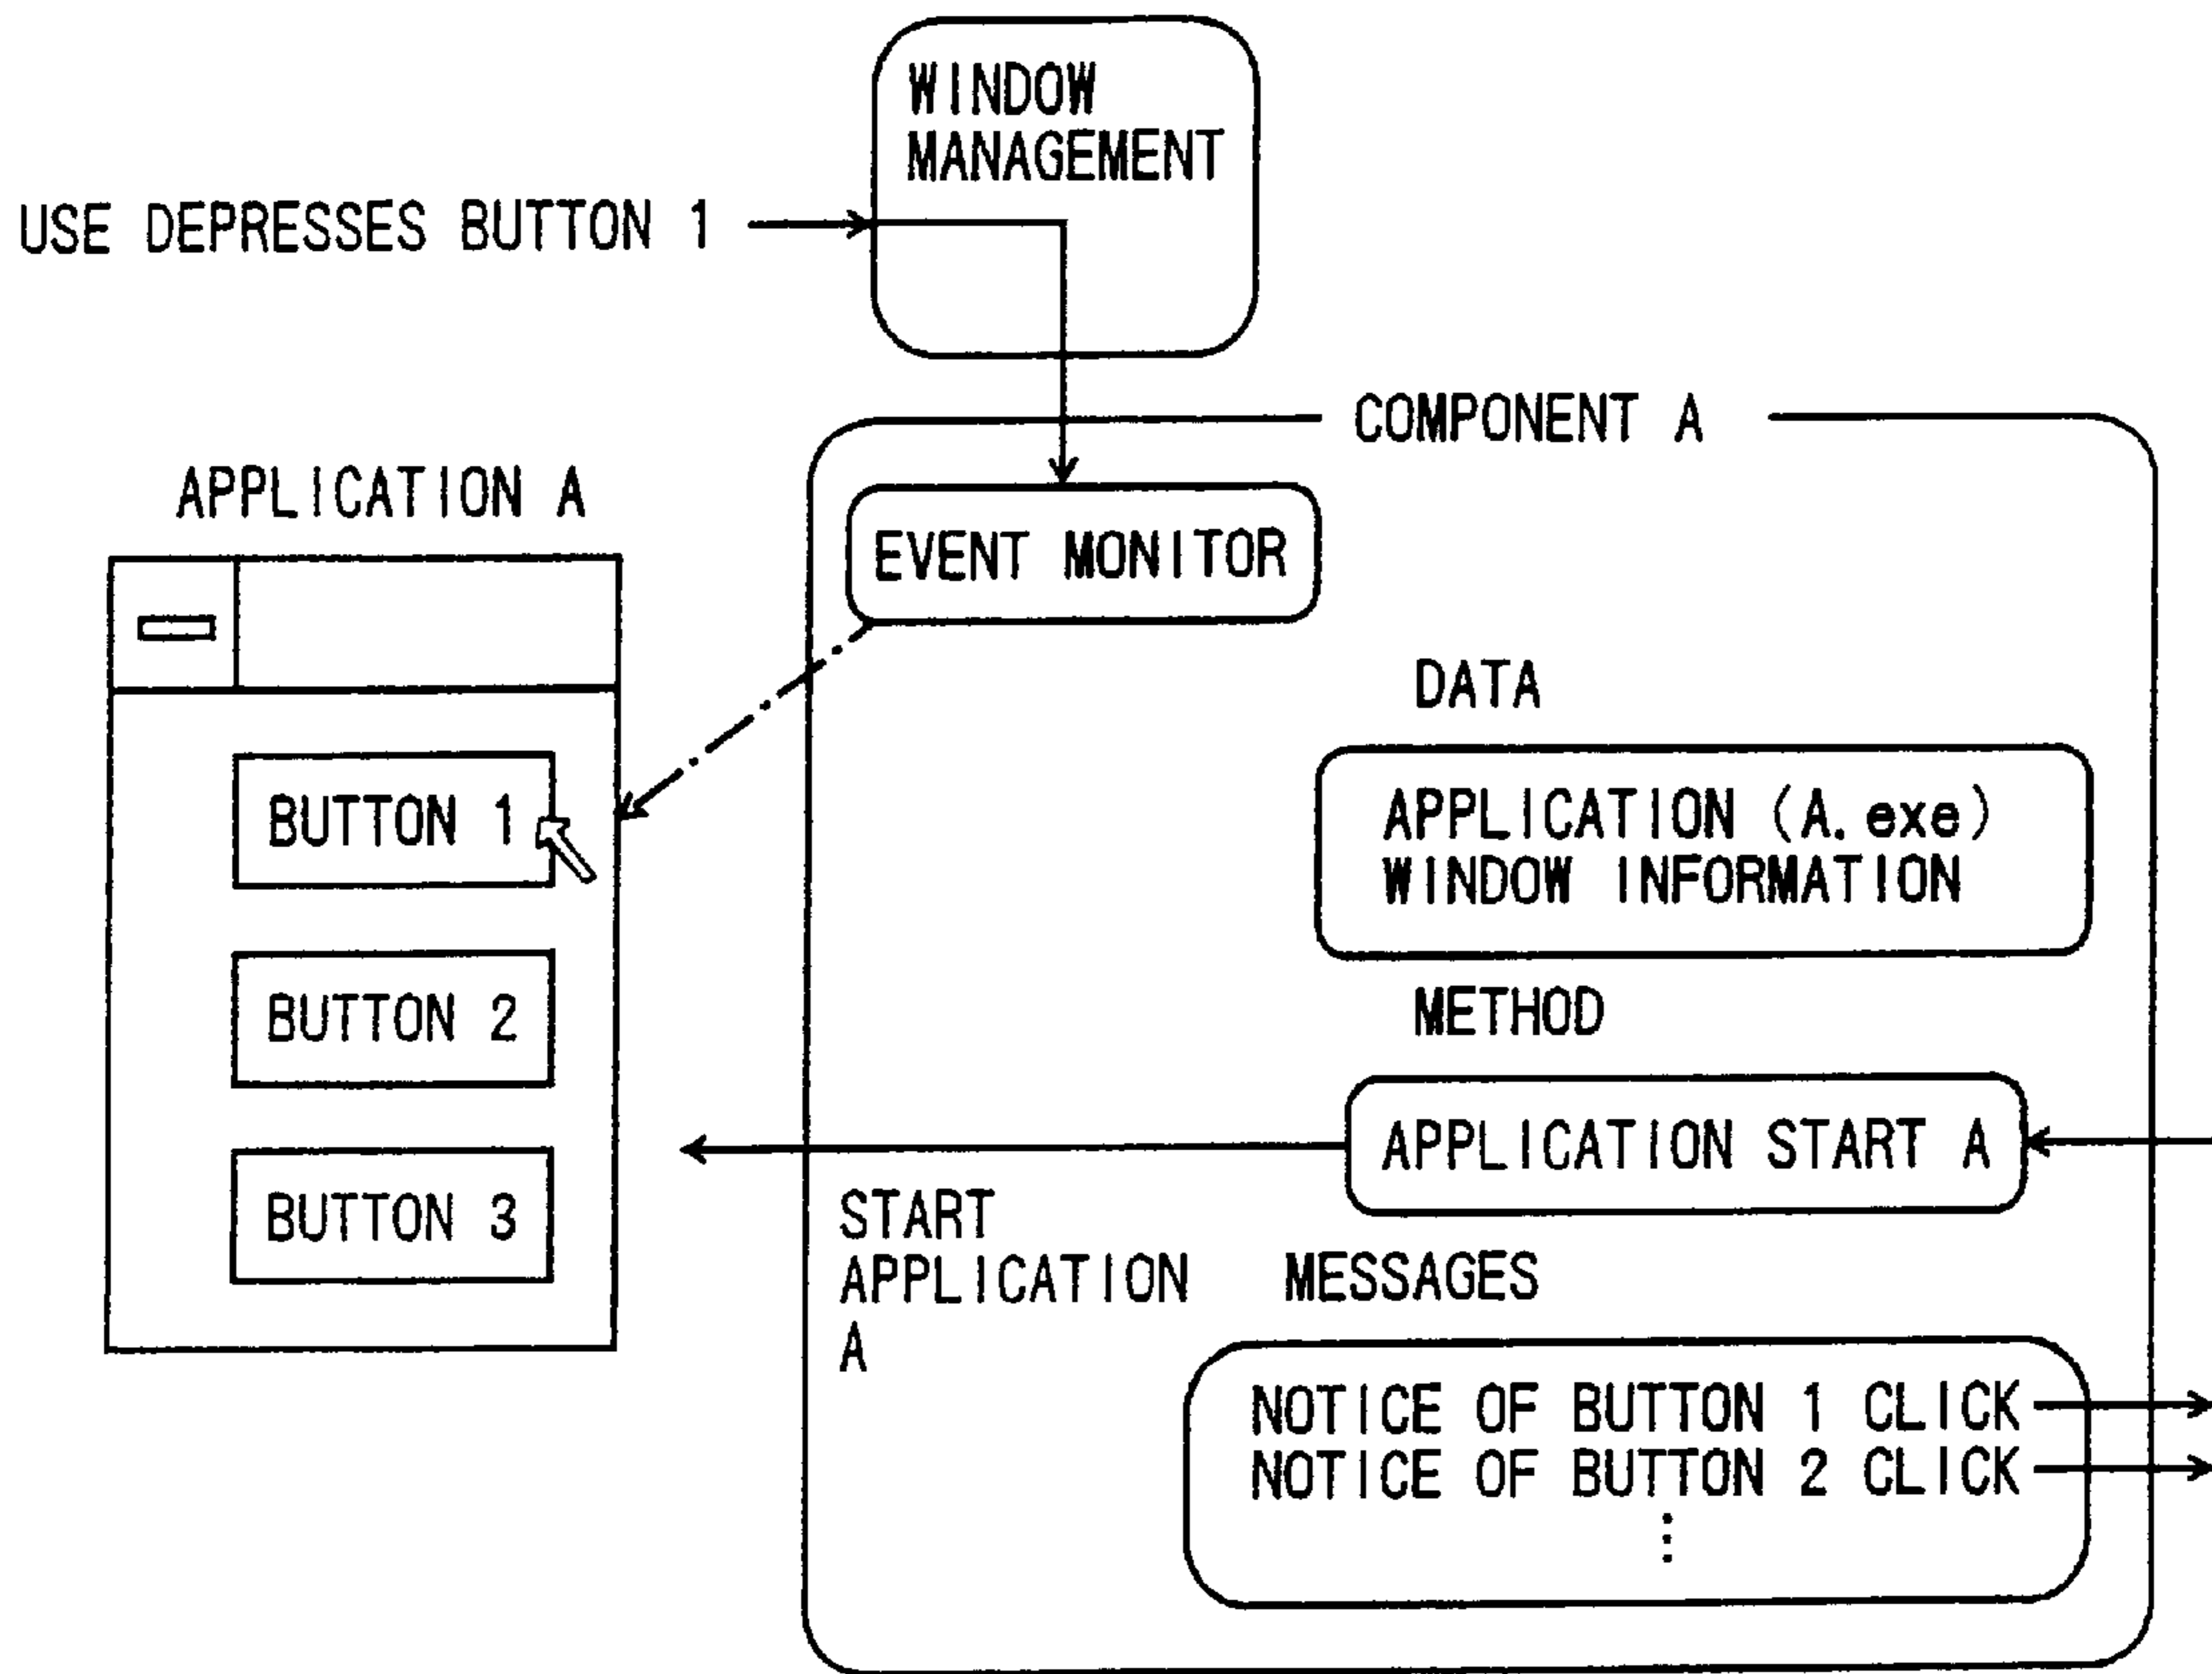 WINDOW
MANAGEMENT
USE DEPRESSES BUTTON 1
COMPONENT A
APPLICATION A
EVENT MONITOR
DATA
BUTTON 1
APPLICATION (A.exe)
WINDOW INFORMATION
BUTTON 2
METHOD
APPLICATION START A
BUTTON 3
START
APPLICATION
A
MESSAGES
NOTICE OF BUTTON 1 CLICK
NOTICE OF BUTTON 2 CLICK
⋮